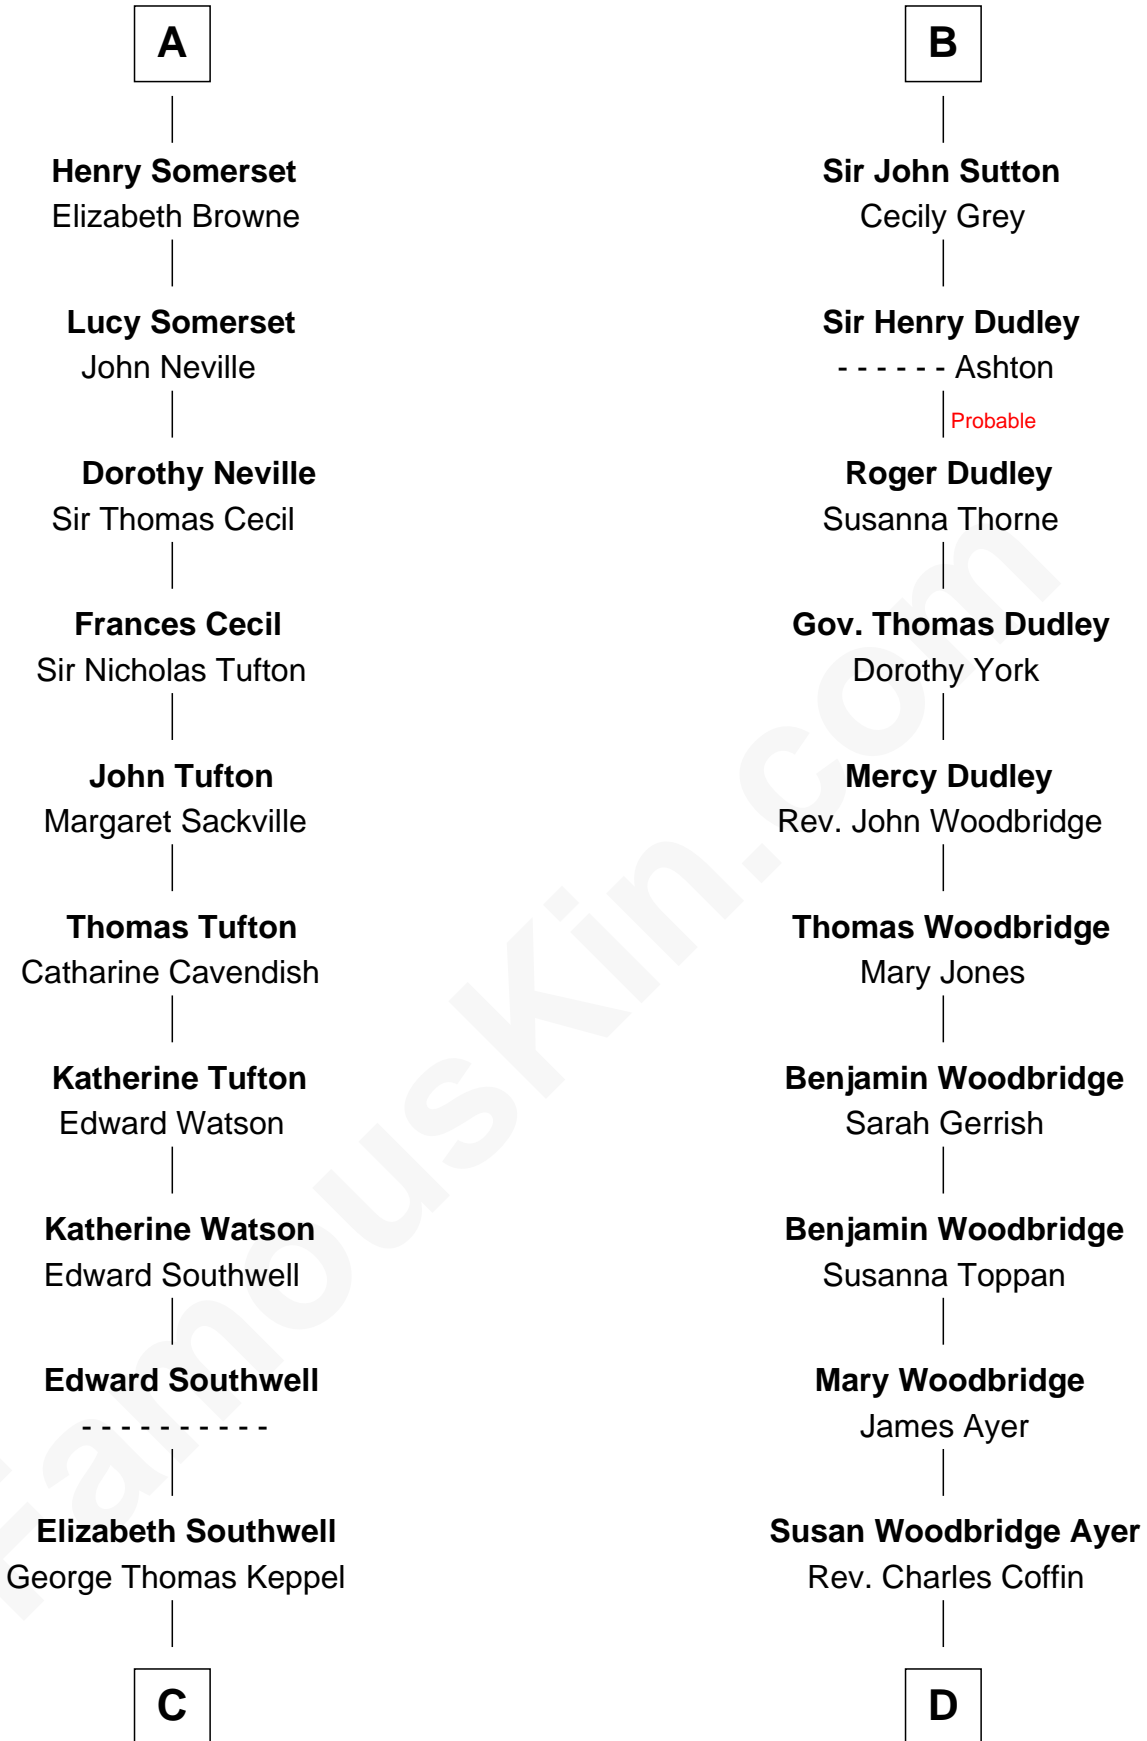 A
Henry Somerset
Elizabeth Browne
Lucy Somerset
John Neville
Dorothy Neville
Sir Thomas Cecil
Frances Cecil
Sir Nicholas Tufton
John Tufton
Margaret Sackville
Thomas Tufton
Catharine Cavendish
Katherine Tufton
Edward Watson
Katherine Watson
Edward Southwell
Edward Southwell
- - - - - - - - - -
Elizabeth Southwell
George Thomas Keppel
C
B
Sir John Sutton
Cecily Grey
Sir Henry Dudley
- - - - - - Ashton
Probable
Roger Dudley
Susanna Thorne
Gov. Thomas Dudley
Dorothy York
Mercy Dudley
Rev. John Woodbridge
Thomas Woodbridge
Mary Jones
Benjamin Woodbridge
Sarah Gerrish
Benjamin Woodbridge
Susanna Toppan
Mary Woodbridge
James Ayer
Susan Woodbridge Ayer
Rev. Charles Coffin
D
FamousKin.com